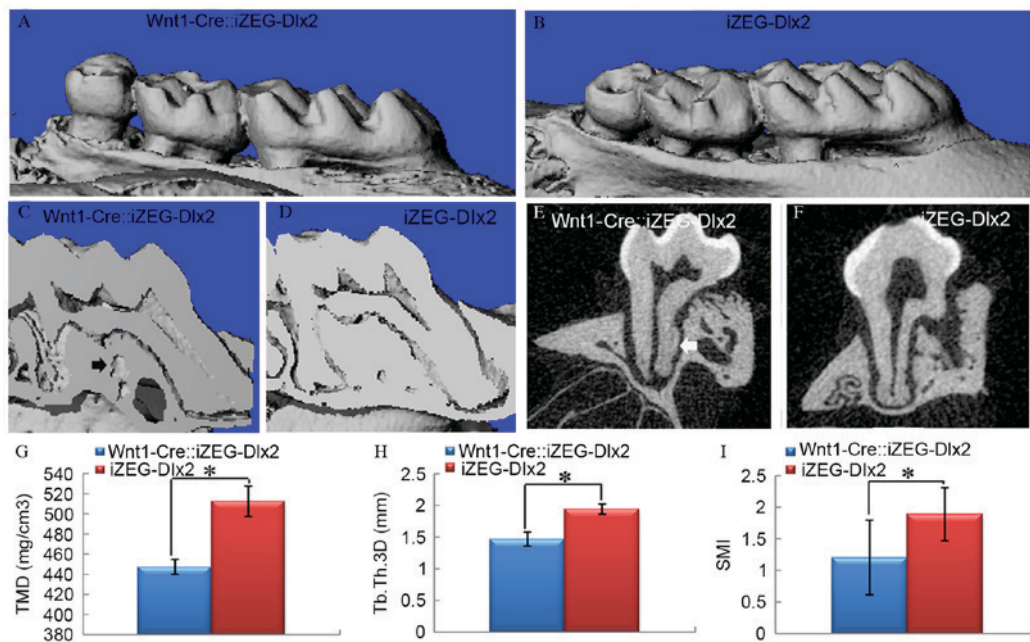 A
Wnt1-Cre::iZEG-Dlx2
B
iZEG-Dlx2
C
Wnt1-Cre::iZEG-Dlx2
D
iZEG-Dlx2
E
Wnt1-Cre::iZEG-Dlx2
F
iZEG-Dlx2
G
Wnt1-Cre::iZEG-Dlx2
iZEG-Dlx2
*
TMD (mg/cm3)
540
520
500
480
460
440
420
400
380
H
Wnt1-Cre::iZEG-Dlx2
iZEG-Dlx2
*
Tb.Th.3D (mm)
2.5
2
1.5
1
0.5
0
I
Wnt1-Cre::iZEG-Dlx2
iZEG-Dlx2
*
SMI
2.5
2
1.5
1
0.5
0